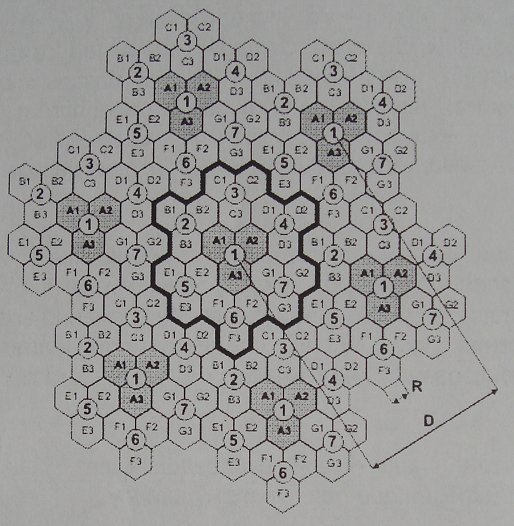 C1 C2
3
B1 B2 C3 D1 D2
2 4
B3 A1 A2 D3
1
E1 E2 A3 G1 G2
5 7
E3 F1 F2 G3
6
F3
C1 C2
3
B1 B2 C3 D1 D2
2 4
B3 A1 A2 D3
1
E1 E2 A3 G1 G2
5 7
E3 F1 F2 G3
6
F3
C1 C2
3
B1 B2 C3 D1 D2
2 4
B3 A1 A2 D3
1
E1 E2 A3 G1 G2
5 7
E3 F1 F2 G3
6
F3
C1 C2
3
B1 B2 C3 D1 D2
2 4
B3 A1 A2 D3
1
E1 E2 A3 G1 G2
5 7
E3 F1 F2 G3
6
F3
C1 C2
3
B1 B2 C3 D1 D2
2 4
B3 A1 A2 D3
1
E1 E2 A3 G1 G2
5 7
E3 F1 F2 G3
6
F3
C1 C2
3
B1 B2 C3 D1 D2
2 4
B3 A1 A2 D3
1
E1 E2 A3 G1 G2
5 7
E3 F1 F2 G3
6
F3
C1 C2
3
B1 B2 C3 D1 D2
2 4
B3 A1 A2 D3
1
E1 E2 A3 G1 G2
5 7
E3 F1 F2 G3
6
F3
R
D